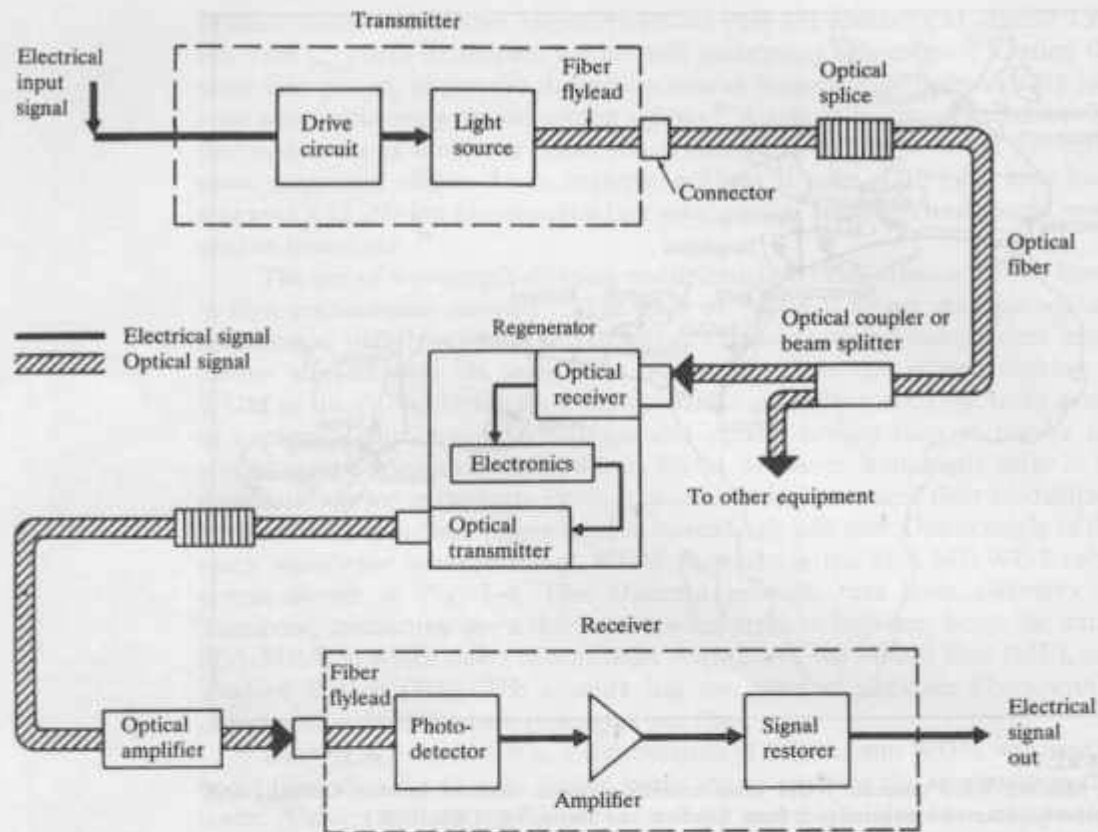 Transmitter
Electrical
input
signal
Drive
circuit
Light
source
Fiber
flylead
Connector
Optical
splice
Optical
fiber
Electrical signal
Optical signal
Regenerator
Optical
receiver
Electronics
Optical
transmitter
Optical coupler or
beam splitter
To other equipment
Receiver
Optical
amplifier
Fiber
flylead
Photo-
detector
Amplifier
Signal
restorer
Electrical
signal
out